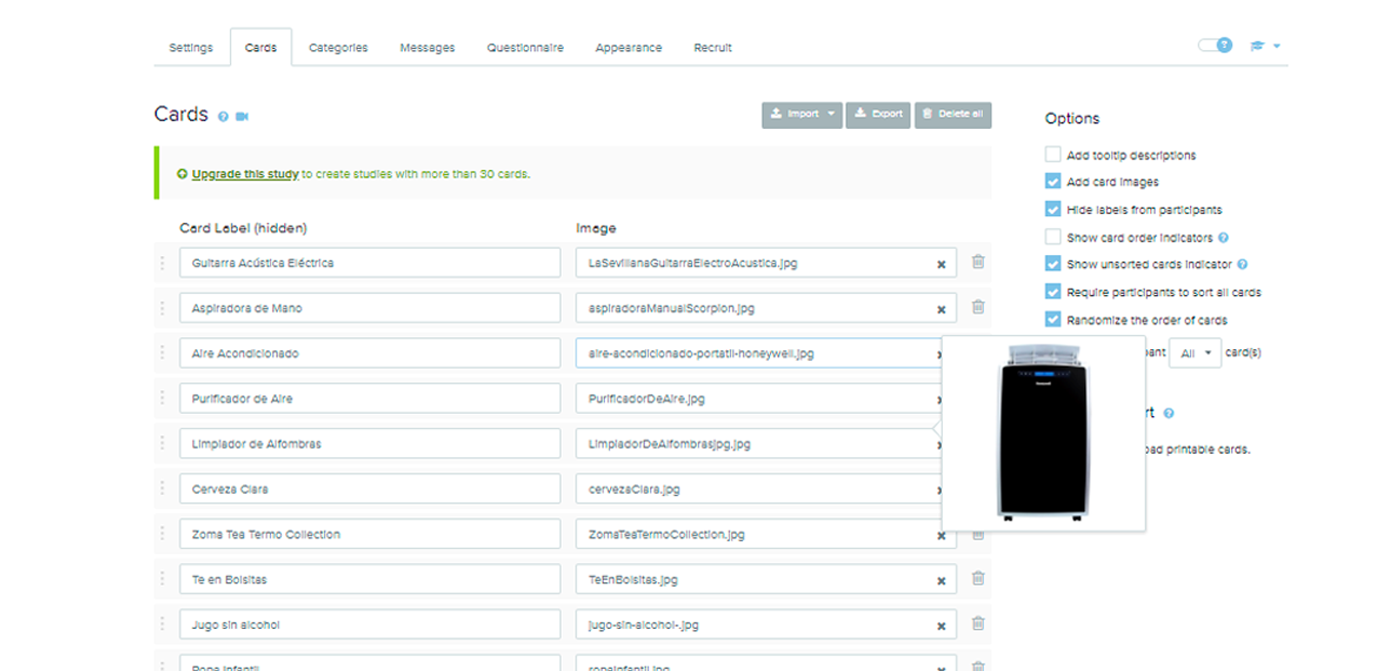 Settings
Cards
Categories
Messages
Questionnaire
Appearance
Recruit
Cards
Import
Export
Delete all
Upgrade this study to create studies with more than 30 cards.
Card Label (hidden)
Image
Guitarra Acústica Eléctrica
LaSevillanaGuitarraElectroAcustica.jpg
Aspiradora de Mano
aspiradoraManualScorpion.jpg
Aire Acondicionado
aire-acondicionado-portatil-honeywell.jpg
Purificador de Aire
PurificadorDeAire.jpg
Limpiador de Alfombras
LimpiadorDeAlfombrasjpg.jpg
Cerveza Clara
cervezaClara.jpg
Zoma Tea Termo Collection
ZomaTeaTermoCollection.jpg
Te en Bolsitas
TeEnBolsitas.jpg
Jugo sin alcohol
jugo-sin-alcohol-.jpg
Ropa Infantil
ropaInfantil.jpg
Options
Add tooltip descriptions
Add card images
Hide labels from participants
Show card order indicators
Show unsorted cards indicator
Require participants to sort all cards
Randomize the order of cards
All card(s)
printable cards.